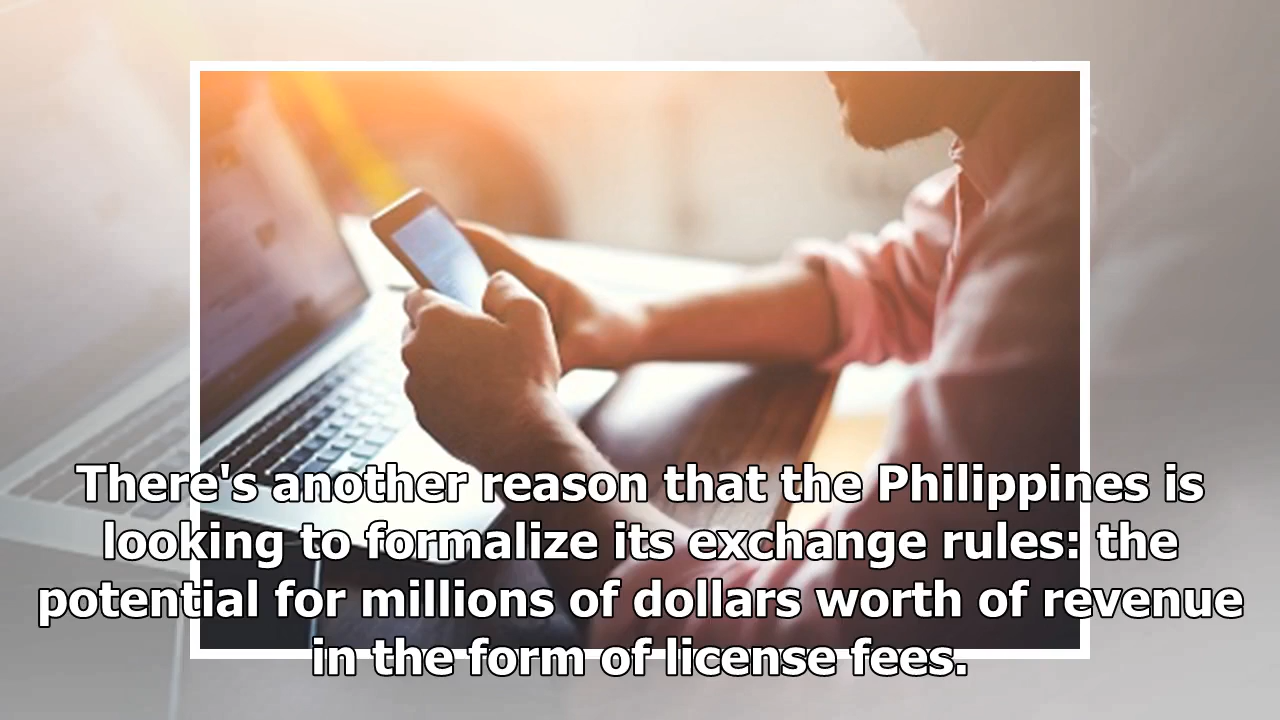 There's another reason that the Philippines is
looking to formalize its exchange rules: the
potential for millions of dollars worth of revenue
in the form of license fees.